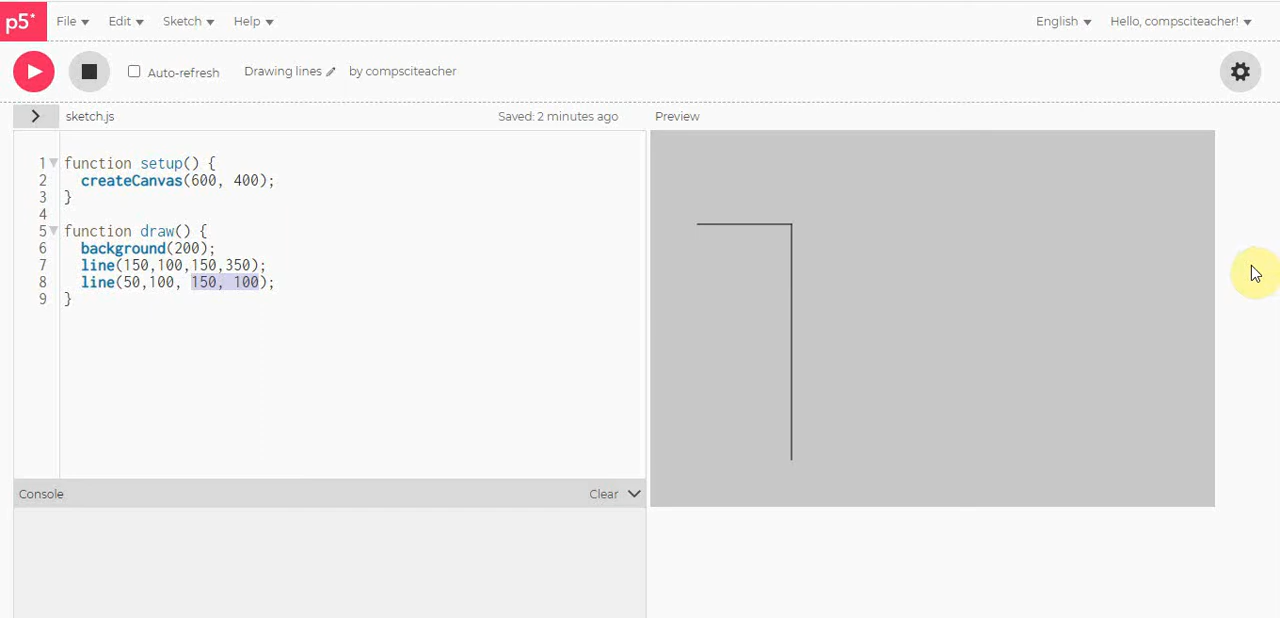 p5* File Edit Sketch Help English Hello, compsciteacher!
Auto-refresh Drawing lines by compsciteacher
sketch.js Saved: 2 minutes ago Preview
1 function setup() {
2 createCanvas(600, 400);
3 }
4
5 function draw() {
6 background(200);
7 line(150,100,150,350);
8 line(50,100, 150, 100);
9 }
Console Clear